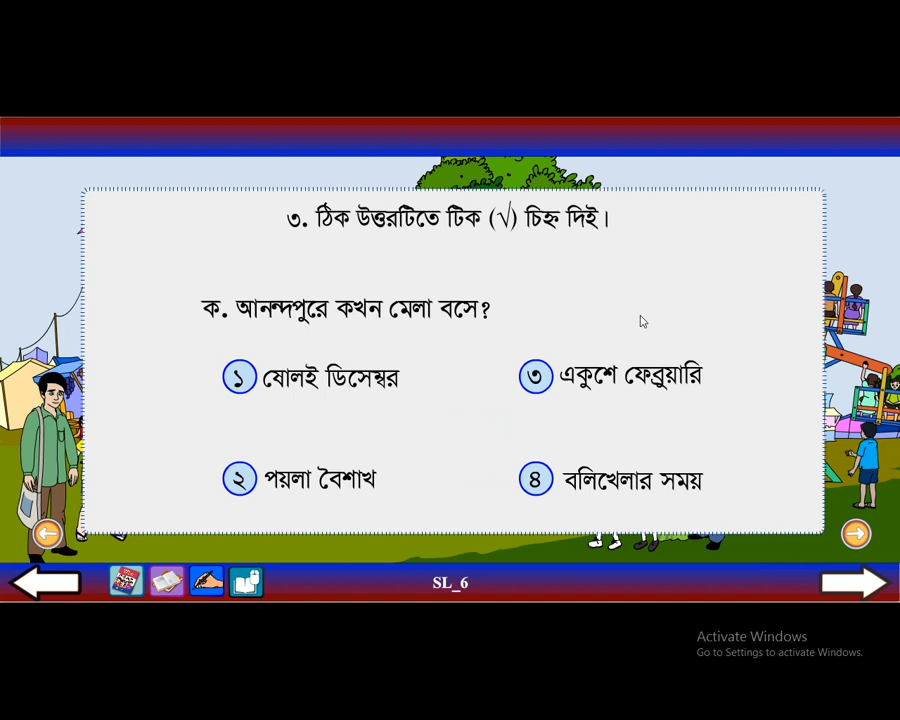 ৩. ঠিক উত্তরটিতে টিক (√) চিহ্ন দিই।
ক. আনন্দপুরে কখন মেলা বসে?
১ ষোলই ডিসেম্বর
৩ একুশে ফেব্রুয়ারি
২ পয়লা বৈশাখ
৪ বলিখেলার সময়
SL_6
Activate Windows
Go to Settings to activate Windows.